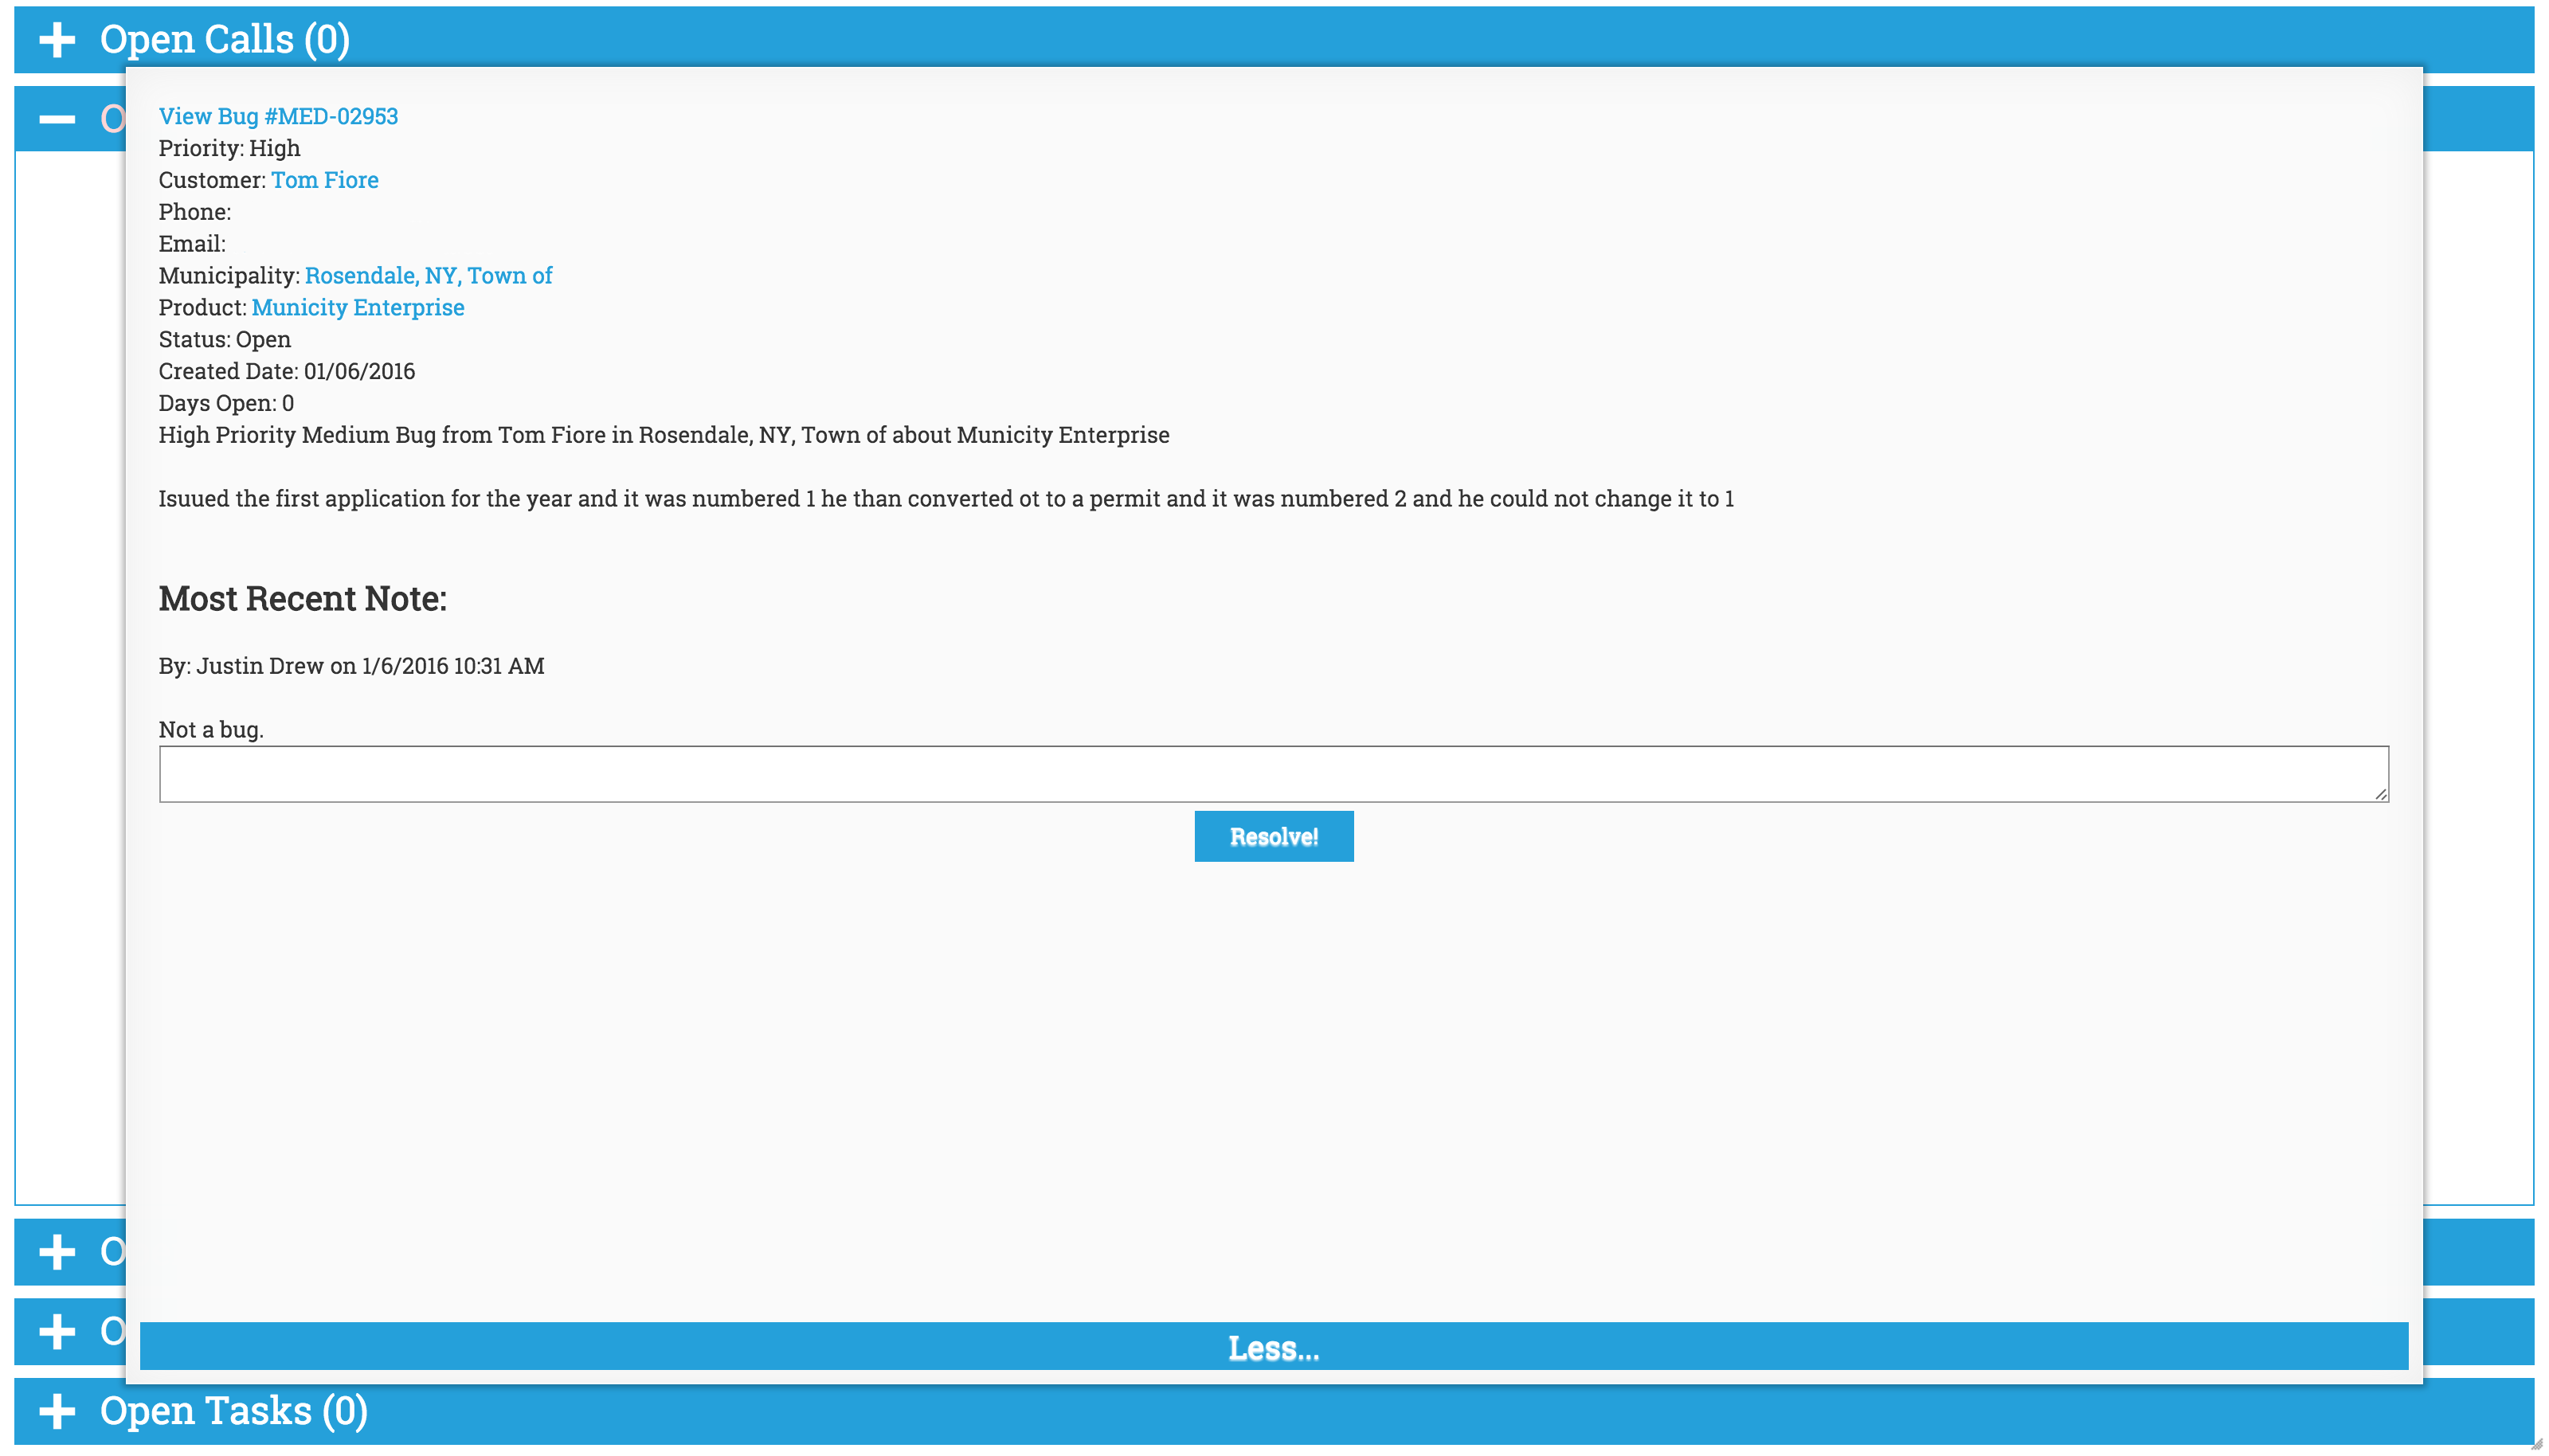 Open Calls (0)
O
View Bug #MED-02953
Priority: High
Customer: Tom Fiore
Phone:
Email:
Municipality: Rosendale, NY, Town of
Product: Municity Enterprise
Status: Open
Created Date: 01/06/2016
Days Open: 0
High Priority Medium Bug from Tom Fiore in Rosendale, NY, Town of about Municity Enterprise
Isuued the first application for the year and it was numbered 1 he than converted ot to a permit and it was numbered 2 and he could not change it to 1
Most Recent Note:
By: Justin Drew on 1/6/2016 10:31 AM
Not a bug.
Resolve!
O
O
Less...
Open Tasks (0)